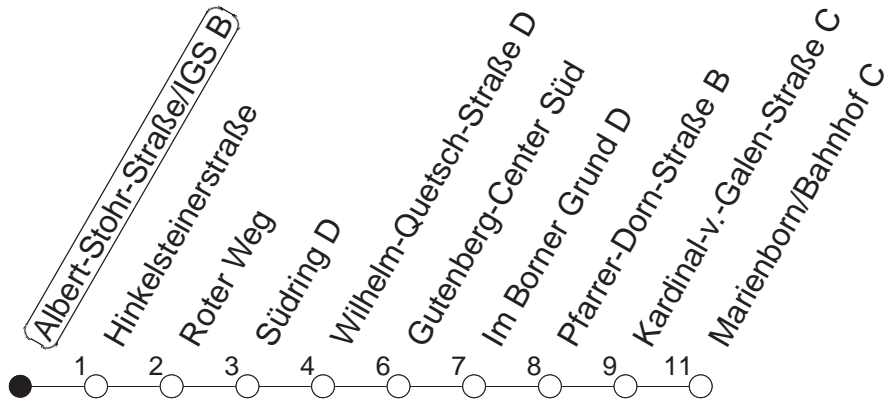 Albert-Stohr-Straße/IGS B
Hinkelsteinerstraße
Roter Weg
Südring D
Wilhelm-Quetsch-Straße D
Gutenberg-Center Süd
Im Borner Grund D
Pfarrer-Dorn-Straße B
Kardinal-v.-Galen-Straße C
Marienborn/Bahnhof C
1 2 3 4 6 7 8 9 11